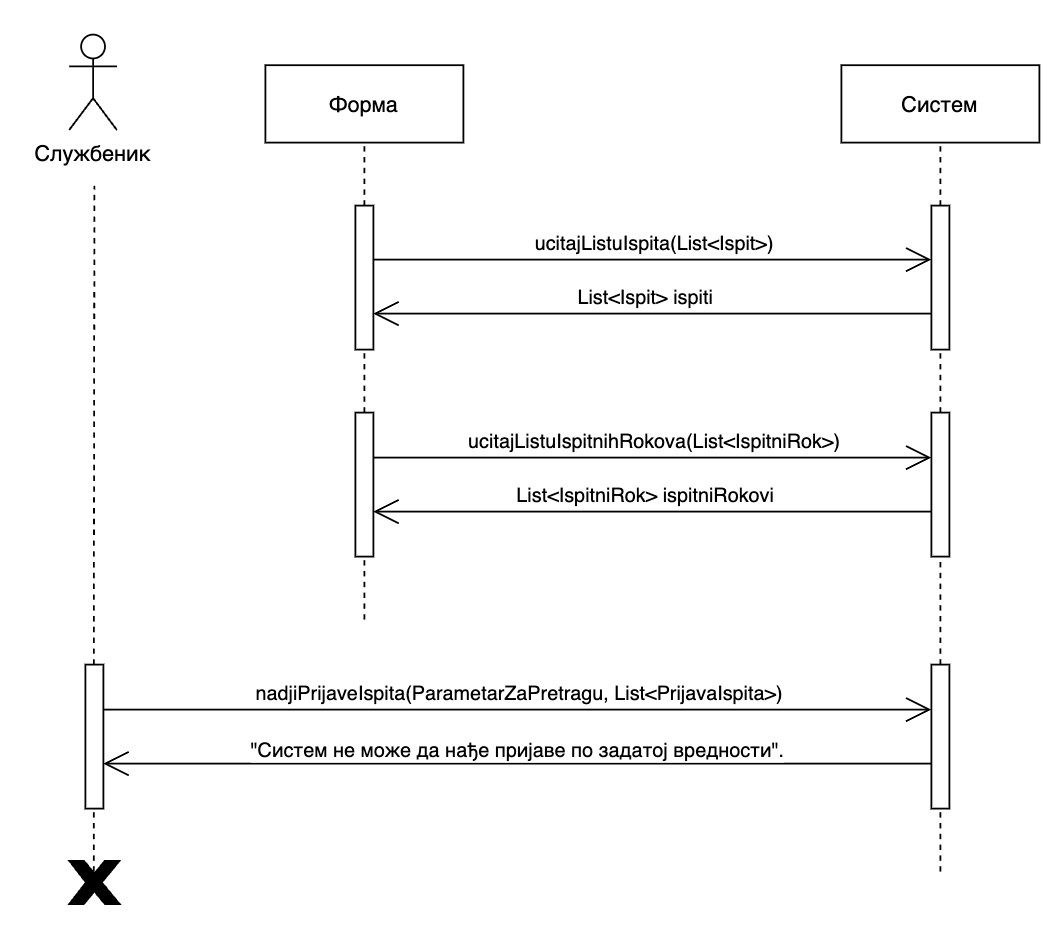 Службеник
Форма
Систем
ucitajListuIspita(List<Ispit>)
List<Ispit> ispiti
ucitajListuIspitnihRokova(List<IspitniRok>)
List<IspitniRok> ispitniRokovi
nadjiPrijaveIspita(ParametarZaPretragu, List<PrijavaIspita>)
"Систем не може да нађе пријаве по задатој вредности".